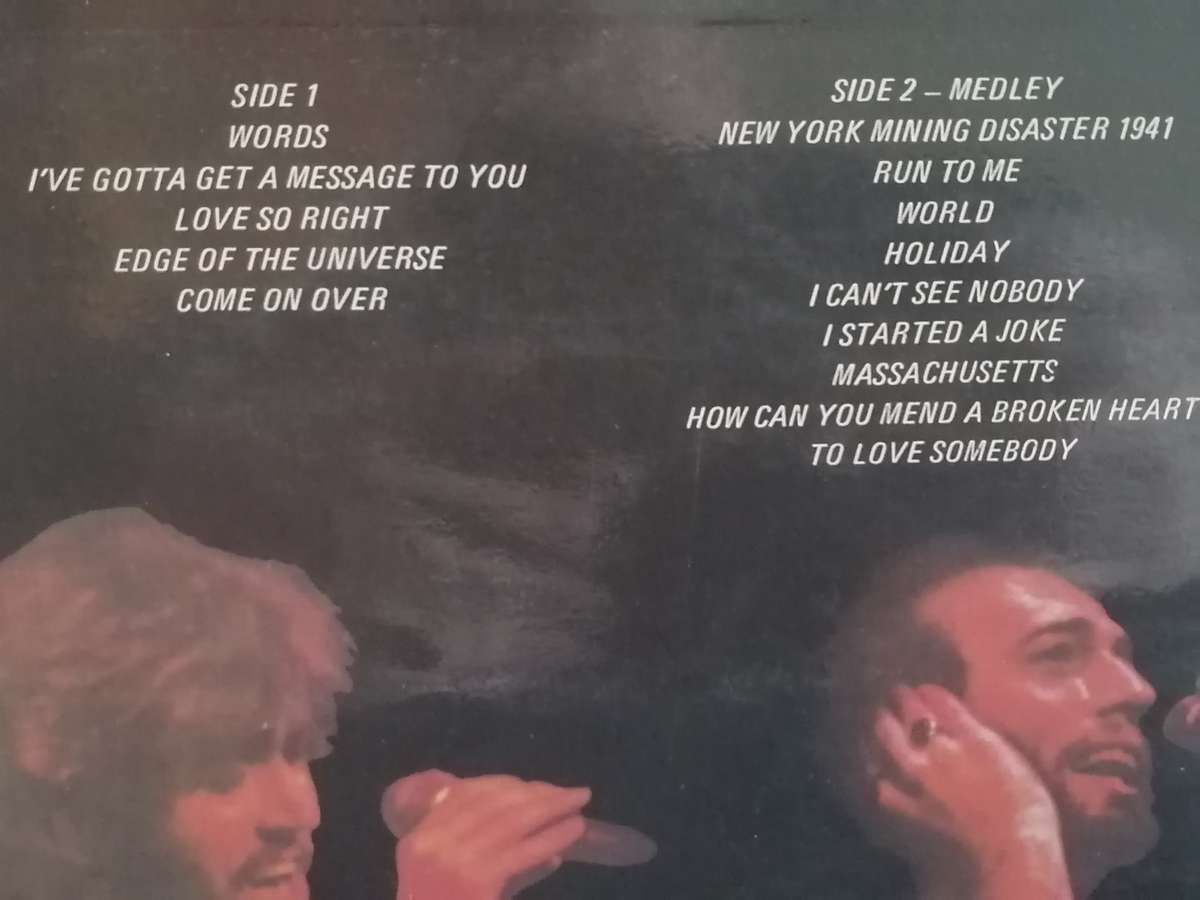 SIDE 1
WORDS
I'VE GOTTA GET A MESSAGE TO YOU
LOVE SO RIGHT
EDGE OF THE UNIVERSE
COME ON OVER
SIDE 2 – MEDLEY
NEW YORK MINING DISASTER 1941
RUN TO ME
WORLD
HOLIDAY
I CAN'T SEE NOBODY
I STARTED A JOKE
MASSACHUSETTS
HOW CAN YOU MEND A BROKEN HEART
TO LOVE SOMEBODY